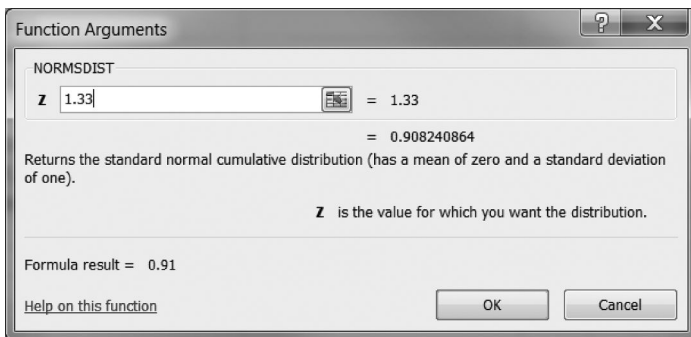 Function Arguments
? X
NORMSDIST
Z 1.33 = 1.33
= 0.908240864
Returns the standard normal cumulative distribution (has a mean of zero and a standard deviation
of one).
Z is the value for which you want the distribution.
Formula result = 0.91
Help on this function
OK Cancel